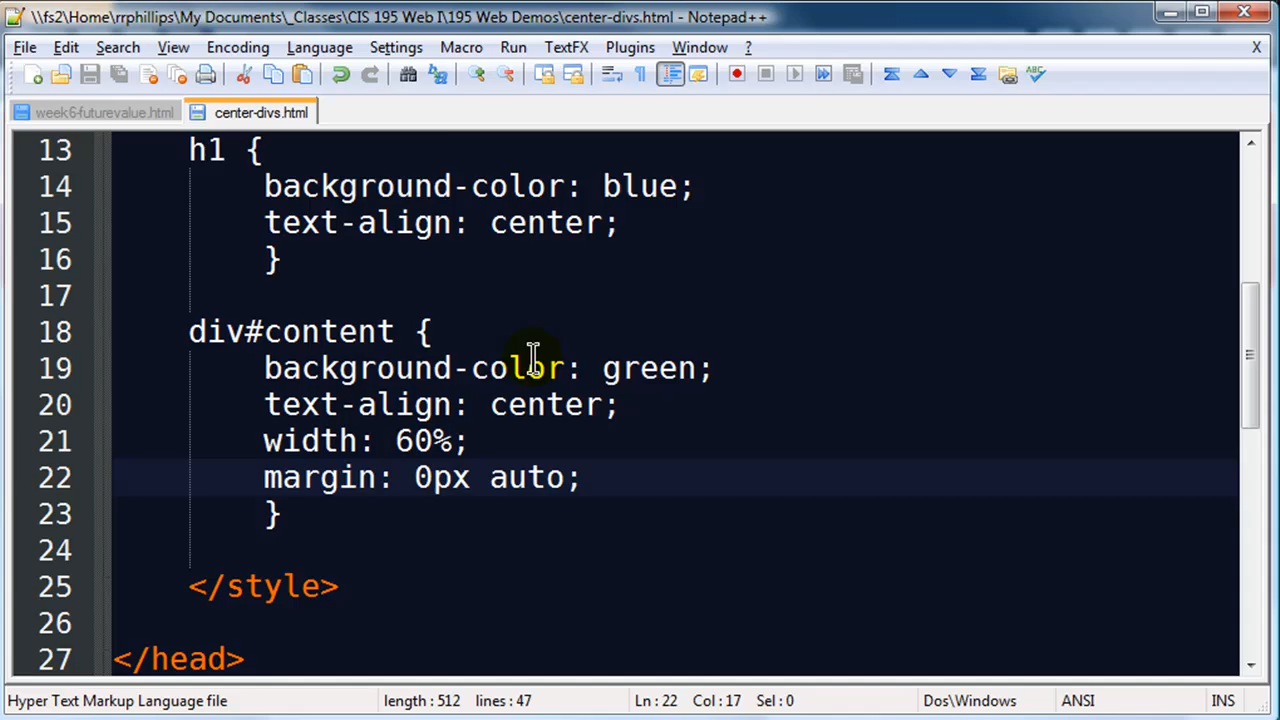 \\fs2\Home\rrphillips\My Documents\_Classes\CIS 195 Web I\195 Web Demos\center-divs.html - Notepad++
File Edit Search View Encoding Language Settings Macro Run TextFX Plugins Window ? X
week6-futurevalue.html center-divs.html
13 h1 {
14 background-color: blue;
15 text-align: center;
16 }
17
18 div#content {
19 background-color: green;
20 text-align: center;
21 width: 60%;
22 margin: 0px auto;
23 }
24
25 </style>
26
27 </head>
Hyper Text Markup Language file length : 512 lines : 47 Ln : 22 Col : 17 Sel : 0 Dos\Windows ANSI INS